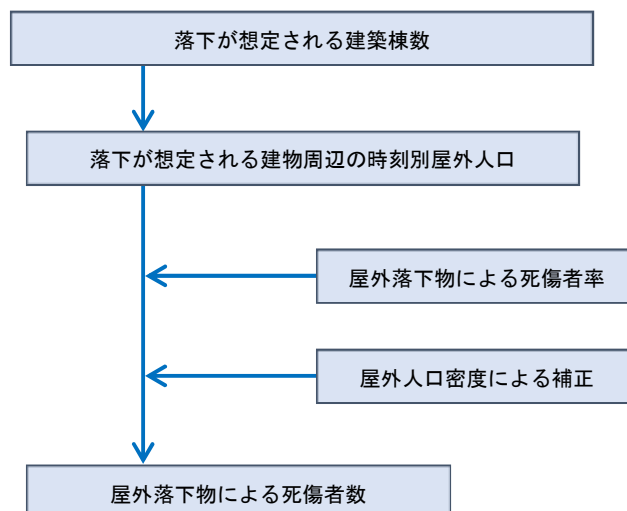 落下が想定される建築棟数
落下が想定される建物周辺の時刻別屋外人口
屋外落下物による死傷者率
屋外人口密度による補正
屋外落下物による死傷者数